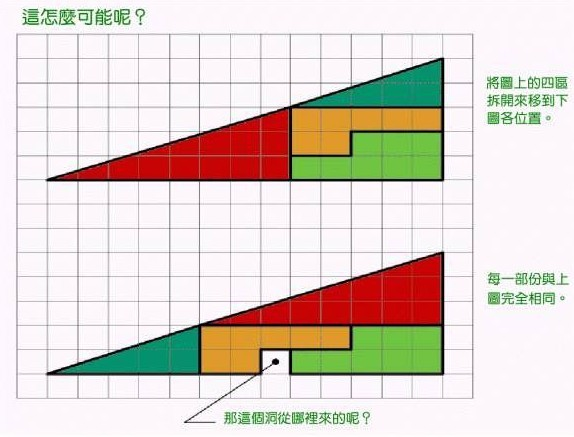 這怎麼可能呢？
將圖上的四區
拆開來移到下
圖各位置。
每一部份與上
圖完全相同。
那這個洞從哪裡來的呢？